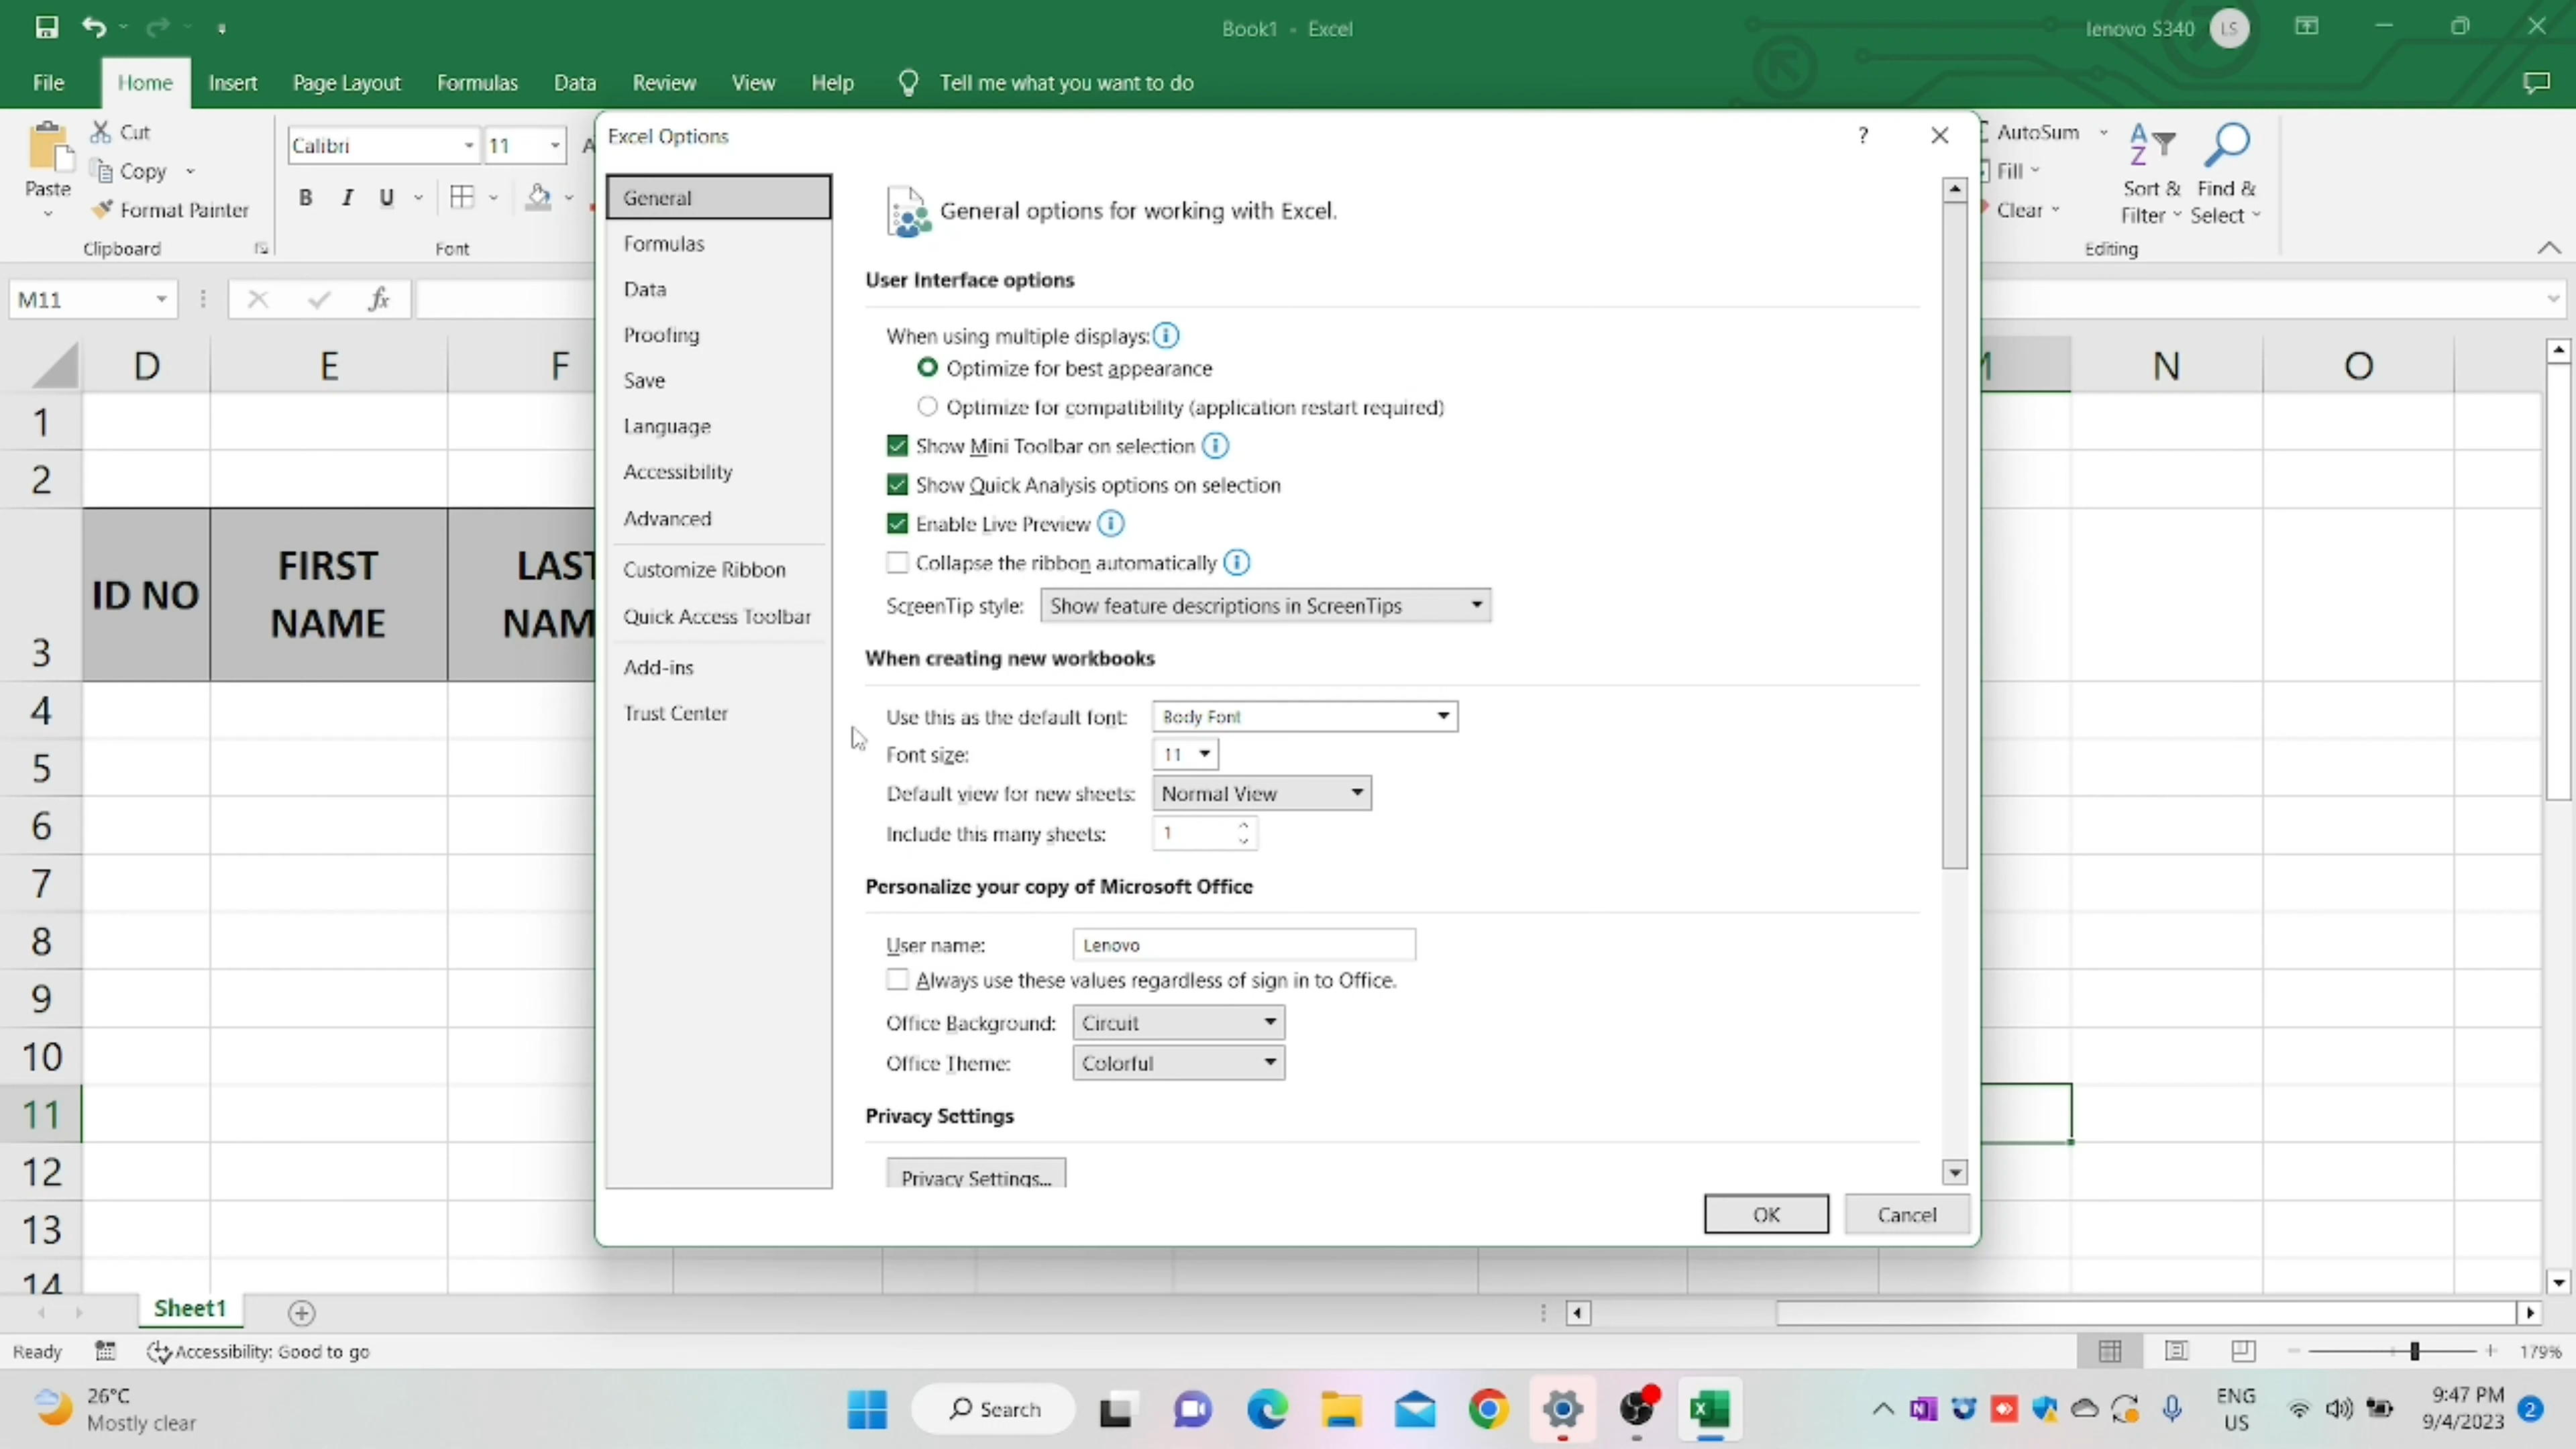 Book1 - Excel
lenovo S340
LS
File
Home
Insert
Page Layout
Formulas
Data
Review
View
Help
Tell me what you want to do
Paste
Cut
Copy
Format Painter
Clipboard
Calibri
11
B I U
Font
AutoSum
Fill
Clear
Sort &
Filter
Find &
Select
Editing
M11
fx
D
E
F
N
O
1
2
3
4
5
6
7
8
9
10
11
12
13
14
ID NO
FIRST
NAME
Excel Options
?
General
Formulas
Data
Proofing
Save
Language
Accessibility
Advanced
Customize Ribbon
Quick Access Toolbar
Add-ins
Trust Center
General options for working with Excel.
User Interface options
When using multiple displays:
Optimize for best appearance
Optimize for compatibility (application restart required)
Show Mini Toolbar on selection
Show Quick Analysis options on selection
Enable Live Preview
Collapse the ribbon automatically
ScreenTip style: Show feature descriptions in ScreenTips
When creating new workbooks
Use this as the default font: Body Font
Font size: 11
Default view for new sheets: Normal View
Include this many sheets: 1
Personalize your copy of Microsoft Office
User name: Lenovo
Always use these values regardless of sign in to Office.
Office Background: Circuit
Office Theme: Colorful
Privacy Settings
Privacy Settings...
OK
Cancel
Sheet1
Ready
Accessibility: Good to go
179%
26°C
Mostly clear
Search
ENG
US
9:47 PM
9/4/2023
2